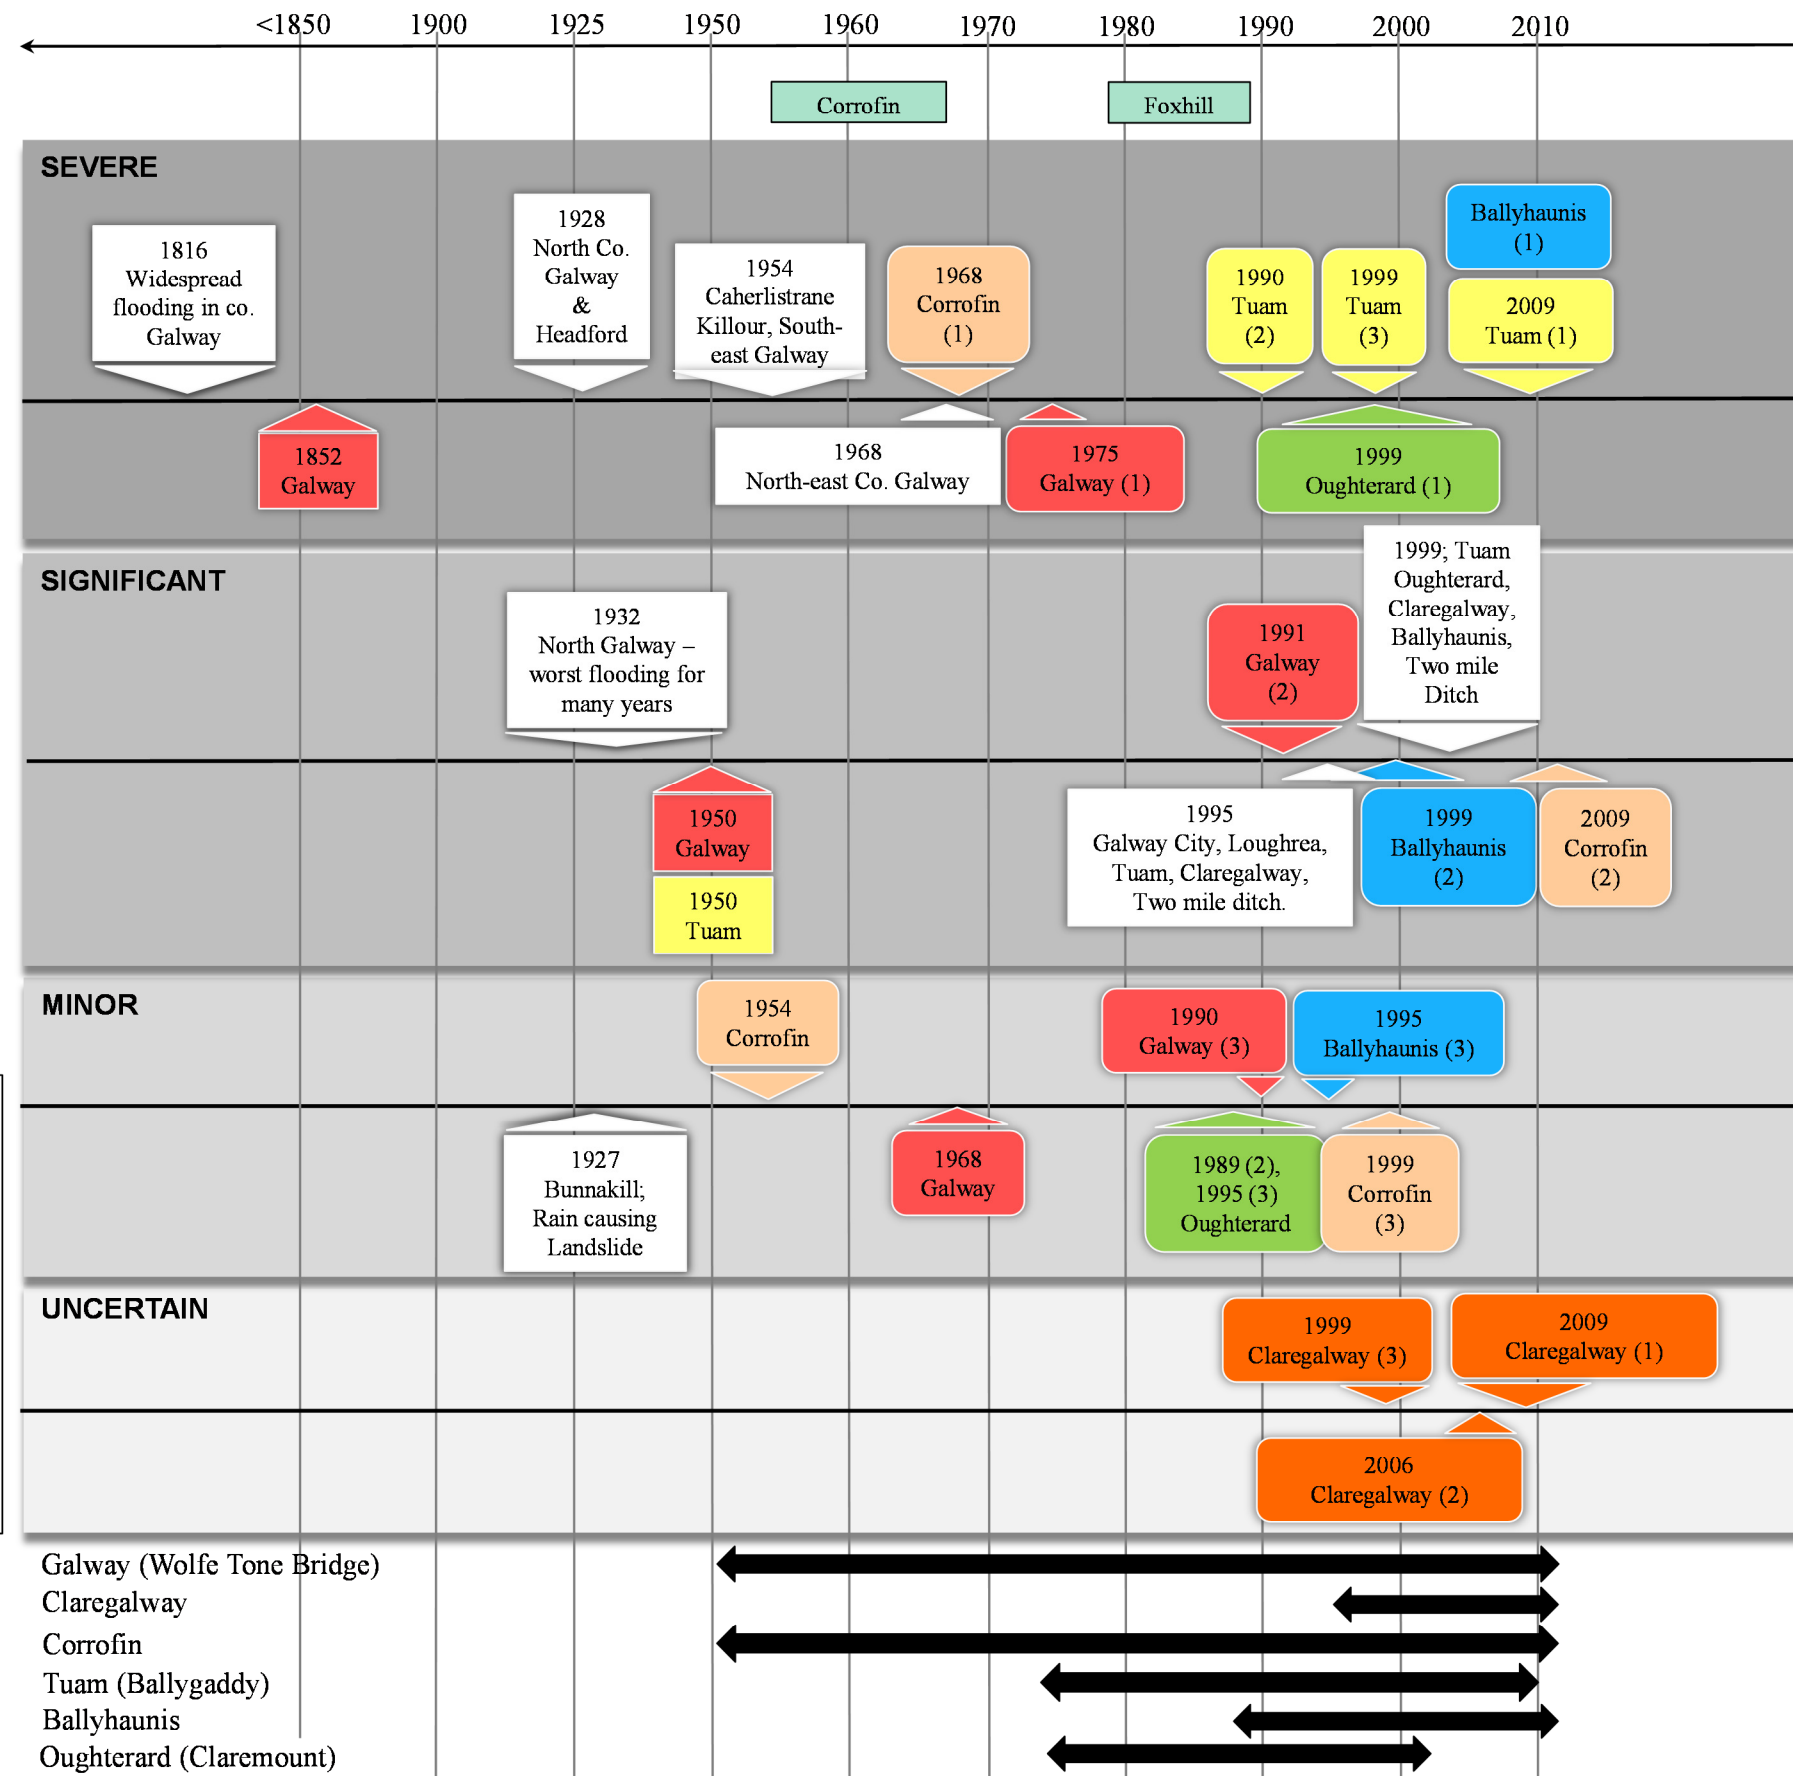 <1850 1900 1925 1950 1960 1970 1980 1990 2000 2010
Corrofin
Foxhill
SEVERE
1816
Widespread
flooding in co.
Galway
1928
North Co.
Galway
&
Headford
1954
Caherlistrane
Killour, South-
east Galway
1968
Corrofin
(1)
1990
Tuam
(2)
1999
Tuam
(3)
Ballyhaunis
(1)
2009
Tuam (1)
1852
Galway
1968
North-east Co. Galway
1975
Galway (1)
1999
Oughterard (1)
SIGNIFICANT
1932
North Galway –
worst flooding for
many years
1991
Galway
(2)
1999; Tuam
Oughterard,
Claregalway,
Ballyhaunis,
Two mile
Ditch
1950
Galway
1950
Tuam
1995
Galway City, Loughrea,
Tuam, Claregalway,
Two mile ditch.
1999
Ballyhaunis
(2)
2009
Corrofin
(2)
MINOR
1954
Corrofin
1990
Galway (3)
1995
Ballyhaunis (3)
1927
Bunnakill;
Rain causing
Landslide
1968
Galway
1989 (2),
1995 (3)
Oughterard
1999
Corrofin
(3)
UNCERTAIN
1999
Claregalway (3)
2009
Claregalway (1)
2006
Claregalway (2)
Galway (Wolfe Tone Bridge)
Claregalway
Corrofin
Tuam (Ballygaddy)
Ballyhaunis
Oughterard (Claremount)